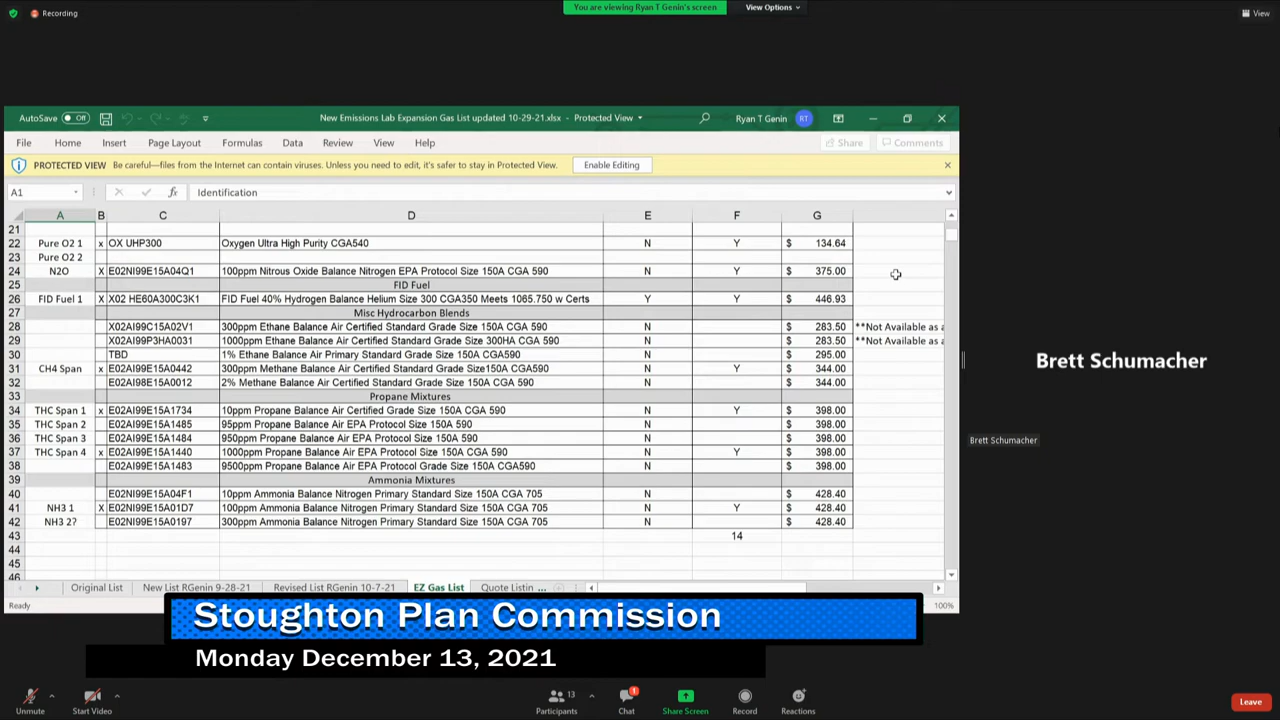 Recording
You are viewing Ryan T Genin's screen
View Options
View
AutoSave Off
New Emissions Lab Expansion Gas List updated 10-29-21.xlsx - Protected View
Ryan T Genin RT
File Home Insert Page Layout Formulas Data Review View Help Share Comments
PROTECTED VIEW Be careful—files from the Internet can contain viruses. Unless you need to edit, it's safer to stay in Protected View. Enable Editing
A1 fx Identification
A B C D E F G
21
22 Pure O2 1 x OX UHP300 Oxygen Ultra High Purity CGA540 N Y $ 134.64
23 Pure O2 2
24 N2O X E02NI99E15A04Q1 100ppm Nitrous Oxide Balance Nitrogen EPA Protocol Size 150A CGA 590 N Y $ 375.00
25 FID Fuel
26 FID Fuel 1 X X02 HE60A300C3K1 FID Fuel 40% Hydrogen Balance Helium Size 300 CGA350 Meets 1065.750 w Certs Y Y $ 446.93
27 Misc Hydrocarbon Blends
28 X02AI99C15A02V1 300ppm Ethane Balance Air Certified Standard Grade Size 150A CGA 590 N $ 283.50 **Not Available as a
29 X02AI99P3HA0031 1000ppm Ethane Balance Air Certified Standard Grade Size 300HA CGA 590 N $ 283.50 **Not Available as a
30 TBD 1% Ethane Balance Air Primary Standard Grade Size 150A CGA590 N $ 295.00
31 CH4 Span x E02AI99E15A0442 300ppm Methane Balance Air Certified Standard Grade Size150A CGA 590 N Y $ 344.00
32 E02AI98E15A0012 2% Methane Balance Air Certified Standard Grade Size 150A CGA 590 N $ 344.00
33 Propane Mixtures
34 THC Span 1 x E02AI99E15A1734 10ppm Propane Balance Air Certified Grade Size 150A CGA 590 N Y $ 398.00
35 THC Span 2 E02AI99E15A1485 95ppm Propane Balance Air EPA Protocol Size 150A 590 N $ 398.00
36 THC Span 3 E02AI99E15A1484 950ppm Propane Balance Air EPA Protocol Size 150A CGA 590 N $ 398.00
37 THC Span 4 x E02AI99E15A1440 1000ppm Propane Balance Air EPA Protocol Size 150A CGA 590 N Y $ 398.00
38 E02AI99E15A1483 9500ppm Propane Balance Air EPA Protocol Grade Size 150A CGA590 N $ 398.00
39 Ammonia Mixtures
40 E02NI99E15A04F1 10ppm Ammonia Balance Nitrogen Primary Standard Size 150A CGA 705 N $ 428.40
41 NH3 1 X E02NI99E15A01D7 100ppm Ammonia Balance Nitrogen Primary Standard Size 150A CGA 705 N Y $ 428.40
42 NH3 2? E02NI99E15A0197 300ppm Ammonia Balance Nitrogen Primary Standard Size 150A CGA 705 N $ 428.40
43 14
44
45
46
Original List New List RGenin 9-28-21 Revised List RGenin 10-7-21 EZ Gas List Quote Listin ...
Ready 100%
Brett Schumacher
Brett Schumacher
Stoughton Plan Commission
Monday December 13, 2021
Unmute Start Video Participants 13 Chat 1 Share Screen Record Reactions Leave